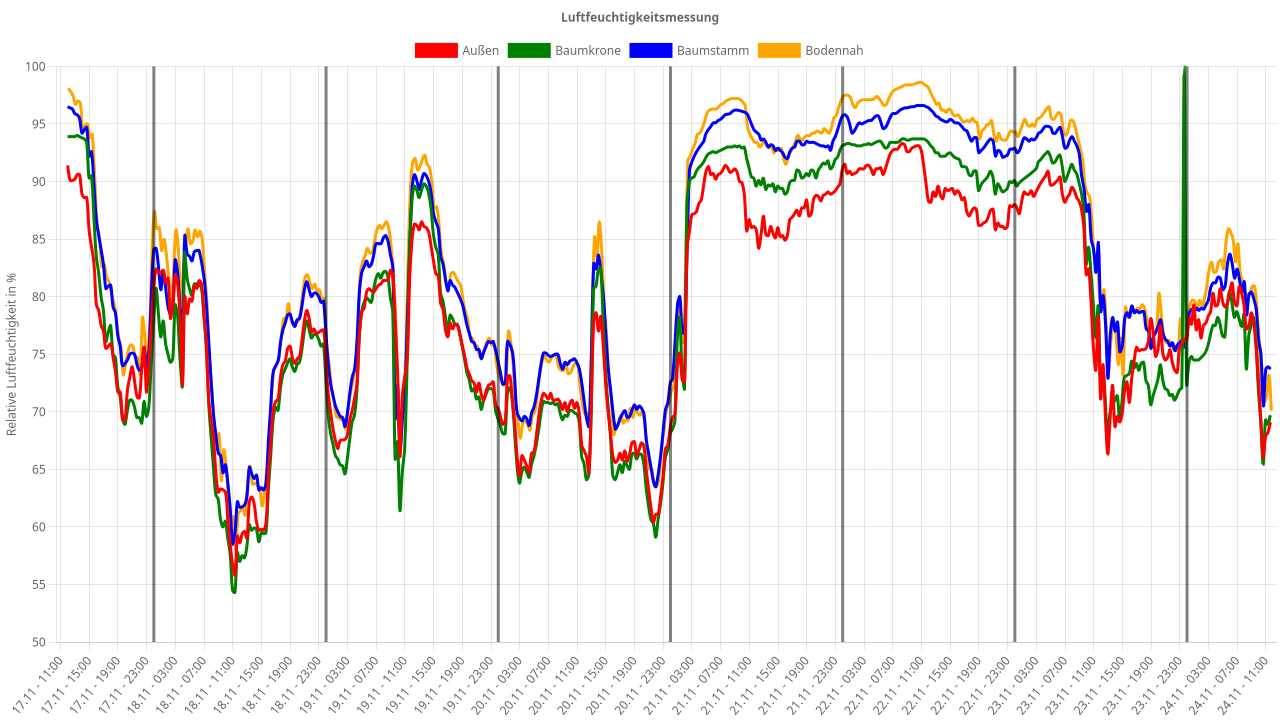 Luftfeuchtigkeitsmessung
Außen Baumkrone Baumstamm Bodennah
Relative Luftfeuchtigkeit in %
100
95
90
85
80
75
70
65
60
55
50
17.11 - 11:00
17.11 - 15:00
17.11 - 19:00
17.11 - 23:00
18.11 - 03:00
18.11 - 07:00
18.11 - 11:00
18.11 - 15:00
18.11 - 19:00
18.11 - 23:00
19.11 - 03:00
19.11 - 07:00
19.11 - 11:00
19.11 - 15:00
19.11 - 19:00
19.11 - 23:00
20.11 - 03:00
20.11 - 07:00
20.11 - 11:00
20.11 - 15:00
20.11 - 19:00
20.11 - 23:00
21.11 - 03:00
21.11 - 07:00
21.11 - 11:00
21.11 - 15:00
21.11 - 19:00
21.11 - 23:00
22.11 - 03:00
22.11 - 07:00
22.11 - 11:00
22.11 - 15:00
22.11 - 19:00
22.11 - 23:00
23.11 - 03:00
23.11 - 07:00
23.11 - 11:00
23.11 - 15:00
23.11 - 19:00
23.11 - 23:00
24.11 - 03:00
24.11 - 07:00
24.11 - 11:00